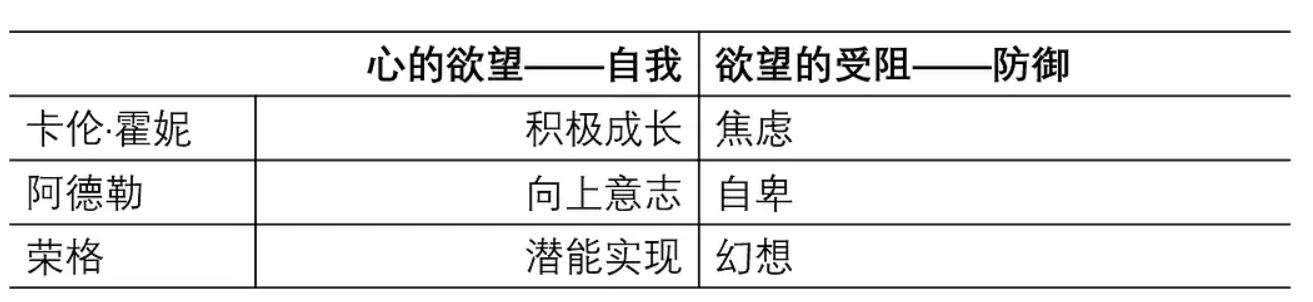 心的欲望——自我 欲望的受阻——防御
卡伦·霍妮 积极成长 焦虑
阿德勒 向上意志 自卑
荣格 潜能实现 幻想